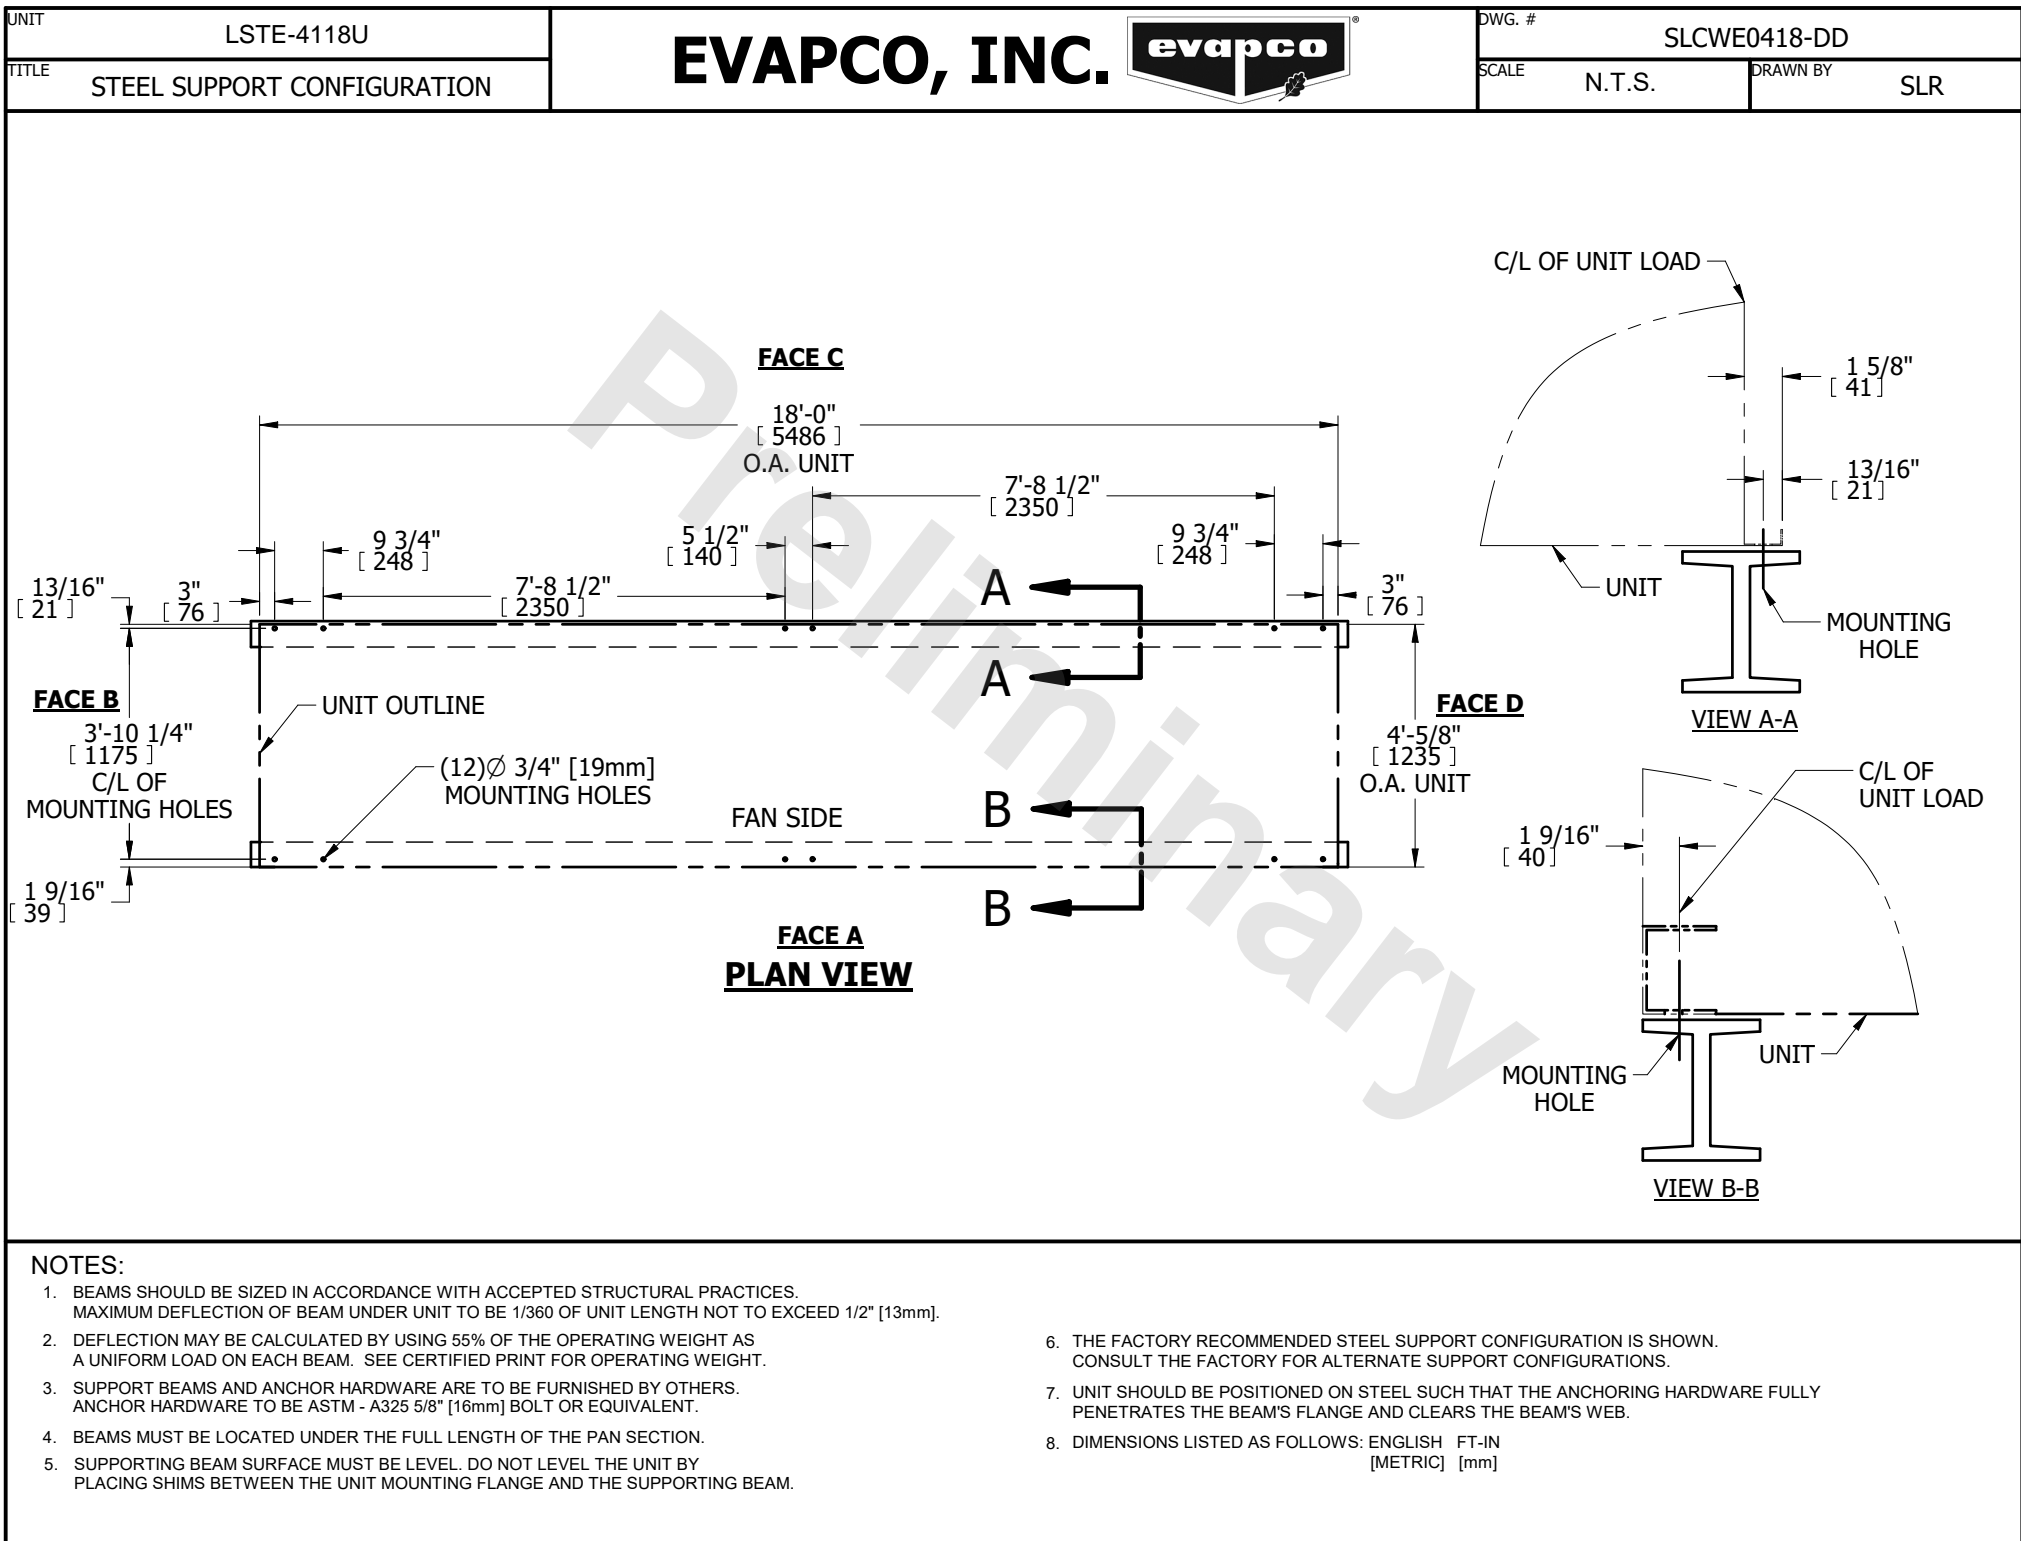 UNIT
LSTE-4118U
TITLE
STEEL SUPPORT CONFIGURATION
EVAPCO, INC.
evapco
®
DWG. #
SLCWE0418-DD
SCALE
N.T.S.
DRAWN BY
SLR
Preliminary
FACE C
18'-0"
[ 5486 ]
O.A. UNIT
7'-8 1/2"
[ 2350 ]
9 3/4"
[ 248 ]
5 1/2"
[ 140 ]
9 3/4"
[ 248 ]
13/16"
[ 21 ]
3"
[ 76 ]
7'-8 1/2"
[ 2350 ]
3"
[ 76 ]
A
A
FACE B
3'-10 1/4"
[ 1175 ]
C/L OF
MOUNTING HOLES
UNIT OUTLINE
(12)Ø 3/4" [19mm]
MOUNTING HOLES
FAN SIDE
B
B
FACE D
4'-5/8"
[ 1235 ]
O.A. UNIT
1 9/16"
[ 39 ]
FACE A
PLAN VIEW
C/L OF UNIT LOAD
1 5/8"
[ 41 ]
13/16"
[ 21 ]
UNIT
MOUNTING
HOLE
VIEW A-A
C/L OF
UNIT LOAD
1 9/16"
[ 40 ]
UNIT
MOUNTING
HOLE
VIEW B-B
NOTES:
1. BEAMS SHOULD BE SIZED IN ACCORDANCE WITH ACCEPTED STRUCTURAL PRACTICES.
MAXIMUM DEFLECTION OF BEAM UNDER UNIT TO BE 1/360 OF UNIT LENGTH NOT TO EXCEED 1/2" [13mm].
2. DEFLECTION MAY BE CALCULATED BY USING 55% OF THE OPERATING WEIGHT AS
A UNIFORM LOAD ON EACH BEAM. SEE CERTIFIED PRINT FOR OPERATING WEIGHT.
3. SUPPORT BEAMS AND ANCHOR HARDWARE ARE TO BE FURNISHED BY OTHERS.
ANCHOR HARDWARE TO BE ASTM - A325 5/8" [16mm] BOLT OR EQUIVALENT.
4. BEAMS MUST BE LOCATED UNDER THE FULL LENGTH OF THE PAN SECTION.
5. SUPPORTING BEAM SURFACE MUST BE LEVEL. DO NOT LEVEL THE UNIT BY
PLACING SHIMS BETWEEN THE UNIT MOUNTING FLANGE AND THE SUPPORTING BEAM.
6. THE FACTORY RECOMMENDED STEEL SUPPORT CONFIGURATION IS SHOWN.
CONSULT THE FACTORY FOR ALTERNATE SUPPORT CONFIGURATIONS.
7. UNIT SHOULD BE POSITIONED ON STEEL SUCH THAT THE ANCHORING HARDWARE FULLY
PENETRATES THE BEAM'S FLANGE AND CLEARS THE BEAM'S WEB.
8. DIMENSIONS LISTED AS FOLLOWS: ENGLISH FT-IN
[METRIC] [mm]